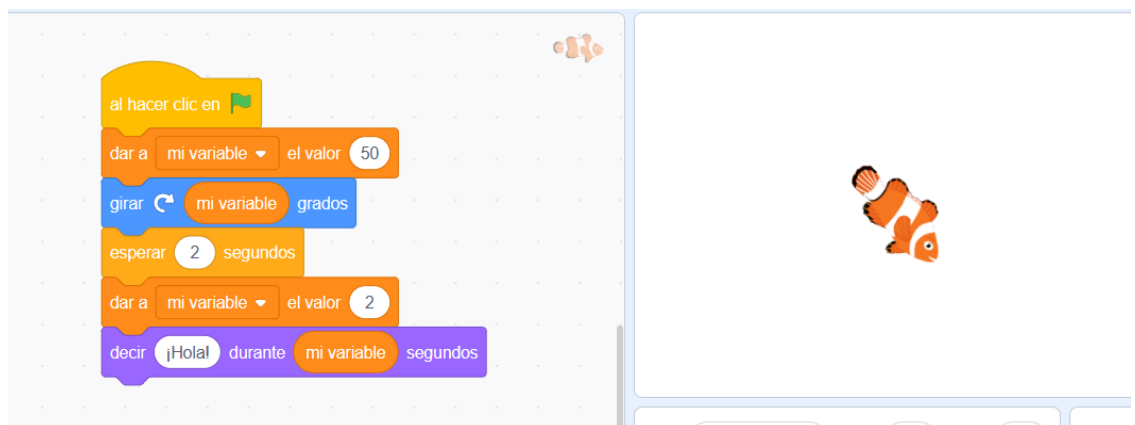 al hacer clic en
dar a mi variable el valor 50
girar mi variable grados
esperar 2 segundos
dar a mi variable el valor 2
decir ¡Hola! durante mi variable segundos